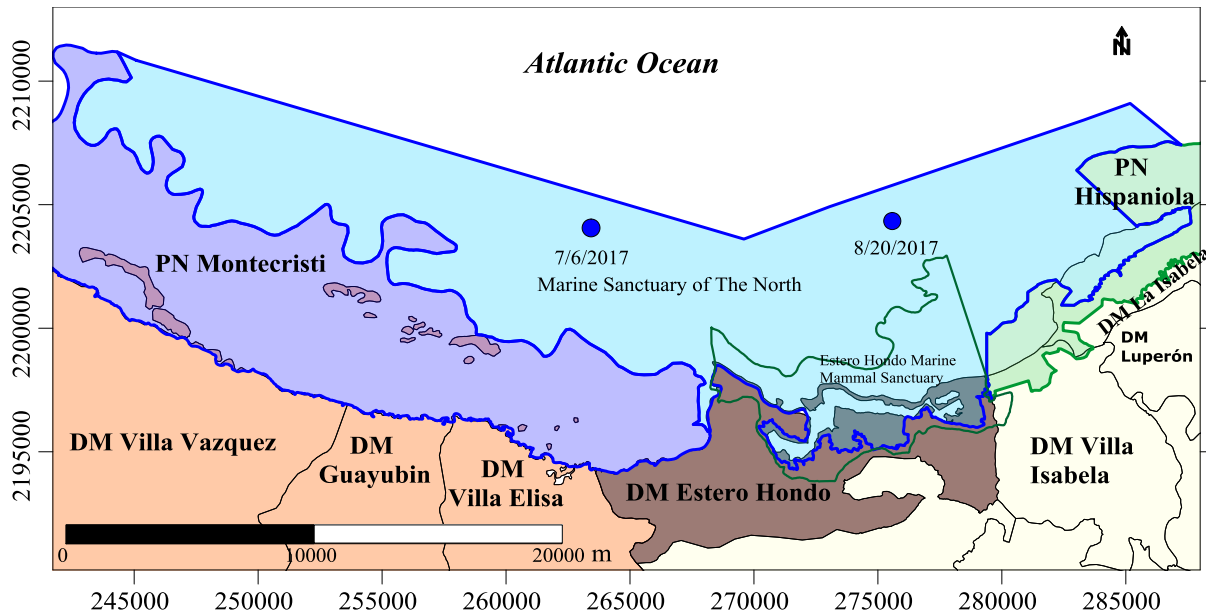 Atlantic Ocean
N
PN
Hispaniola
7/6/2017
8/20/2017
PN Montecristi
Marine Sanctuary of The North
DM La Isabela
DM
Luperón
Estero Hondo Marine
Mammal Sanctuary
DM Villa Vazquez
DM
Guayubin
DM
Villa Elisa
DM Estero Hondo
DM Villa
Isabela
0
10000
20000 m
2210000
2205000
2200000
2195000
245000
250000
255000
260000
265000
270000
275000
280000
285000